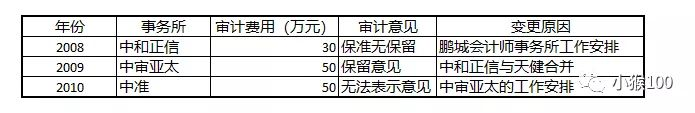 年份 事务所 审计费用（万元） 审计意见 变更原因
2008 中和正信 30 保准无保留 鹏城会计师事务所工作安排
2009 中审亚太 50 保留意见 中和正信与天健合并
2010 中准 50 无法表示意见 中审亚太的工作安排
小猴100